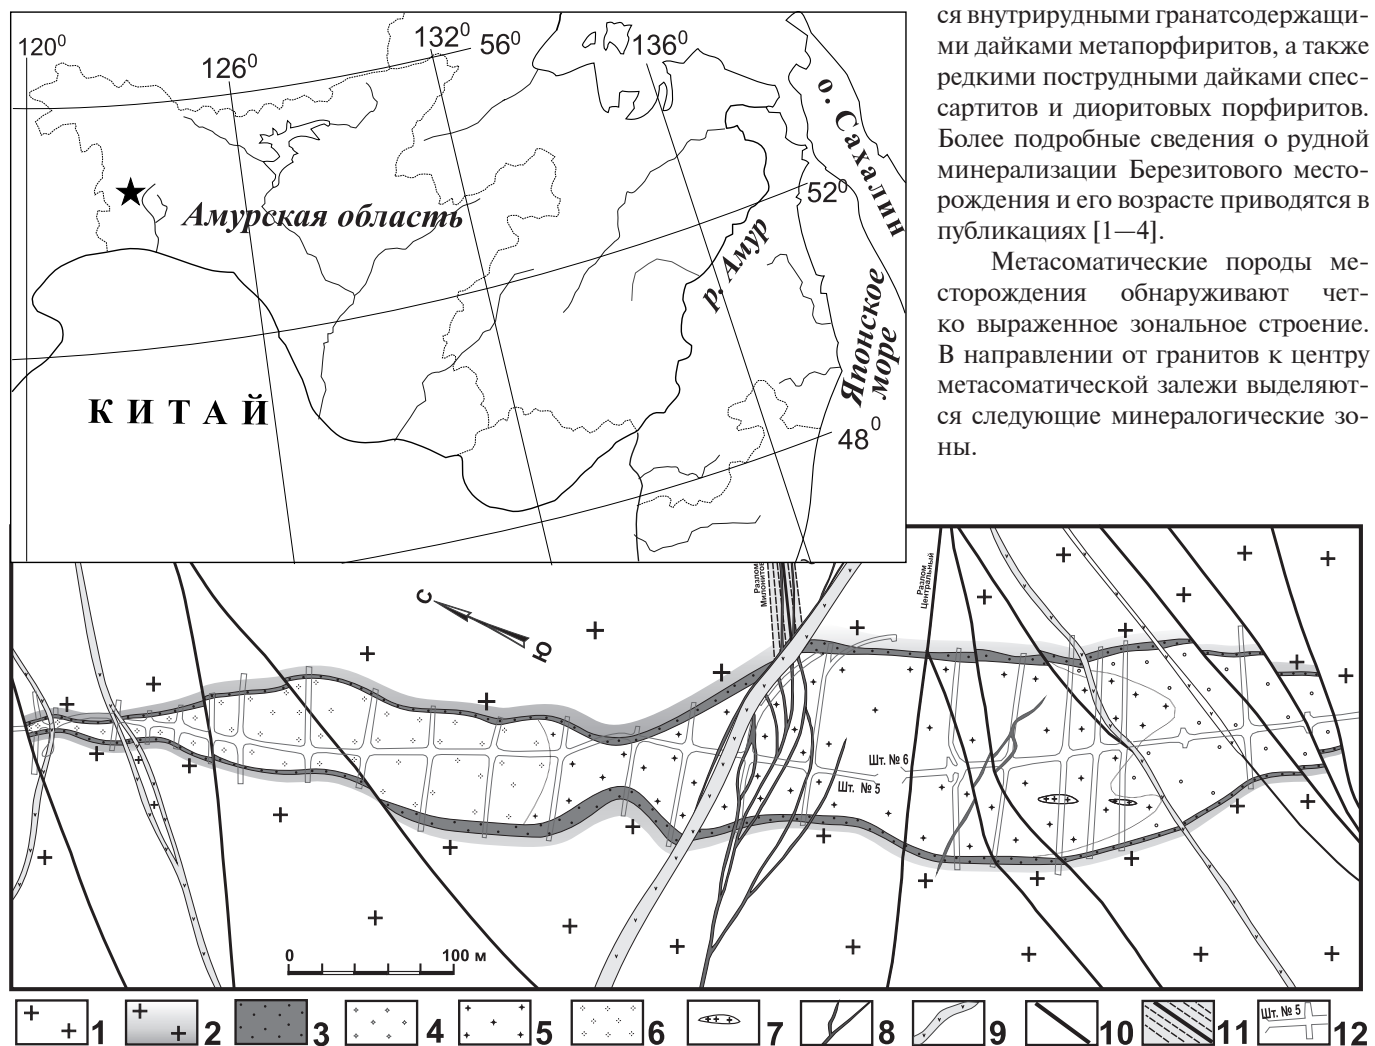 120⁰
126⁰
132⁰
56⁰
136⁰
о. Сахалин
52⁰
Амурская область
р. Амур
Японское
море
КИТАЙ
48⁰
ся внутрирудными гранатсодержащи-
ми дайками метапорфиритов, а также
редкими пострудными дайками спес-
сартитов и диоритовых порфиритов.
Более подробные сведения о рудной
минерализации Березитового место-
рождения и его возрасте приводятся в
публикациях [1—4].
Метасоматические породы ме-
сторождения обнаруживают чет-
ко выраженное зональное строение.
В направлении от гранитов к центру
метасоматической залежи выделяют-
ся следующие минералогические зо-
ны.
Разлом
Милонитов
Разлом
Центральный
С
Ю
Шт. № 6
Шт. № 5
0 100 м
1 2 3 4 5 6 7 8 9 10 11 Шт. № 5 12